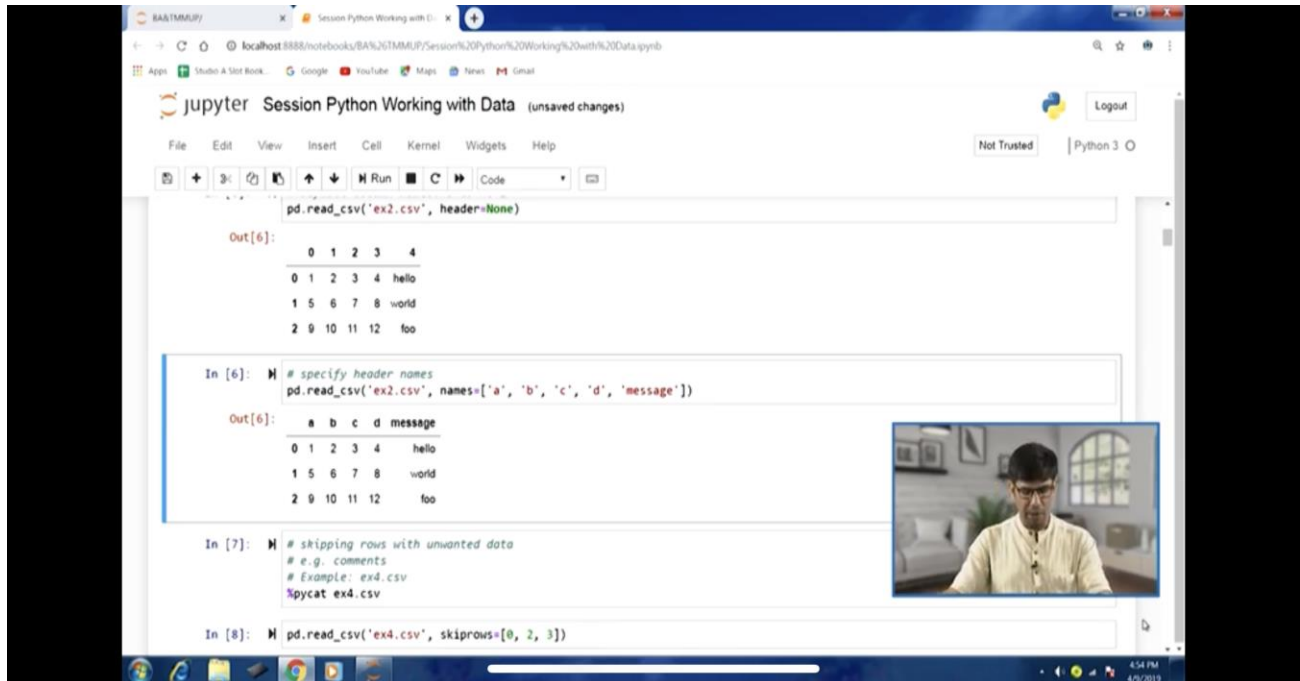 BA&TMMUP/
Session Python Working with D
localhost:8888/notebooks/BA%26TMMUP/Session%20Python%20Working%20with%20Data.ipynb
Apps Studio A Slot Book... Google YouTube Maps News Gmail
jupyter Session Python Working with Data (unsaved changes)
Logout
File Edit View Insert Cell Kernel Widgets Help
Not Trusted
Python 3
Run
Code
pd.read_csv('ex2.csv', header=None)
Out[6]:
0 1 2 3 4
0 1 2 3 4 hello
1 5 6 7 8 world
2 9 10 11 12 foo
In [6]: # specify header names
pd.read_csv('ex2.csv', names=['a', 'b', 'c', 'd', 'message'])
Out[6]:
a b c d message
0 1 2 3 4 hello
1 5 6 7 8 world
2 9 10 11 12 foo
In [7]: # skipping rows with unwanted data
# e.g. comments
# Example: ex4.csv
%pycat ex4.csv
In [8]: pd.read_csv('ex4.csv', skiprows=[0, 2, 3])
4:54 PM
4/9/2019